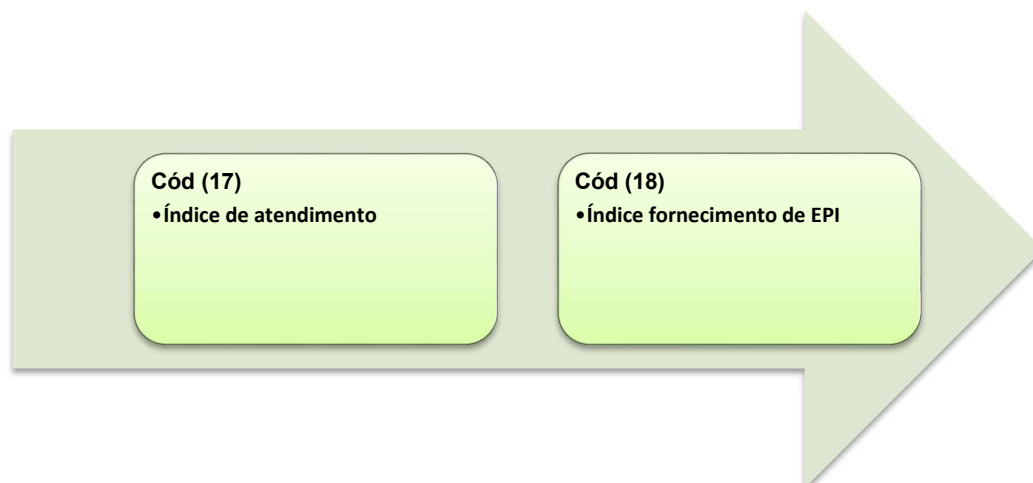 Cód (17)
•Índice de atendimento
Cód (18)
•Índice fornecimento de EPI